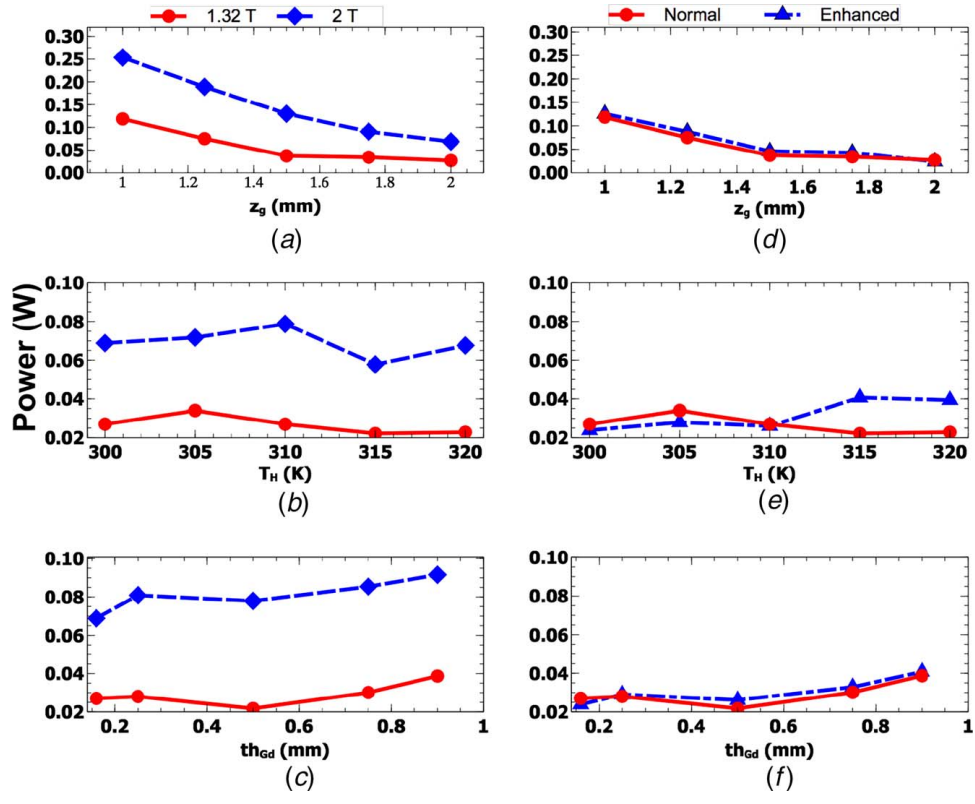 1.32 T 2 T
0.30
0.25
0.20
0.15
0.10
0.05
0.00
1 1.2 1.4 1.6 1.8 2
z_g (mm)
(a)
Normal Enhanced
0.30
0.25
0.20
0.15
0.10
0.05
0.00
1 1.2 1.4 1.6 1.8 2
z_g (mm)
(d)
Power (W)
0.10
0.08
0.06
0.04
0.02
300 305 310 315 320
T_H (K)
(b)
0.10
0.08
0.06
0.04
0.02
300 305 310 315 320
T_H (K)
(e)
0.10
0.08
0.06
0.04
0.02
0.2 0.4 0.6 0.8 1
th_Gd (mm)
(c)
0.10
0.08
0.06
0.04
0.02
0.2 0.4 0.6 0.8 1
th_Gd (mm)
(f)